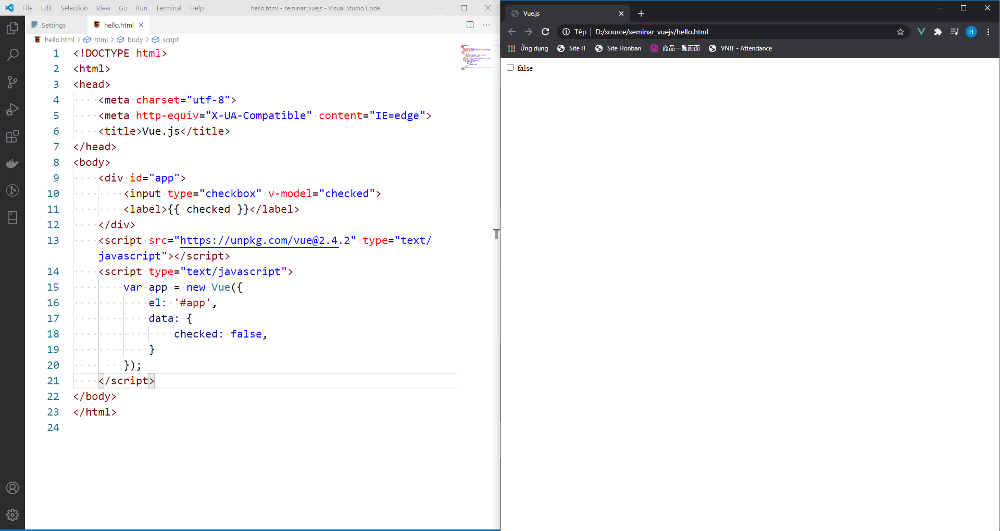 File Edit Selection View Go Run Terminal Help hello.html - seminar_vuejs - Visual Studio Code
Settings hello.html
hello.html > html > body > script
1 <!DOCTYPE html>
2 <html>
3 <head>
4 <meta charset="utf-8">
5 <meta http-equiv="X-UA-Compatible" content="IE=edge">
6 <title>Vue.js</title>
7 </head>
8 <body>
9 <div id="app">
10 <input type="checkbox" v-model="checked">
11 <label>{{ checked }}</label>
12 </div>
13 <script src="https://unpkg.com/vue@2.4.2" type="text/
javascript"></script>
14 <script type="text/javascript">
15 var app = new Vue({
16 el: '#app',
17 data: {
18 checked: false,
19 }
20 });
21 </script>
22 </body>
23 </html>
24
Vue.js
Tệp D:/source/seminar_vuejs/hello.html H
Ứng dụng Site IT Site Honban 商品一覧画面 VNIT - Attendance
false